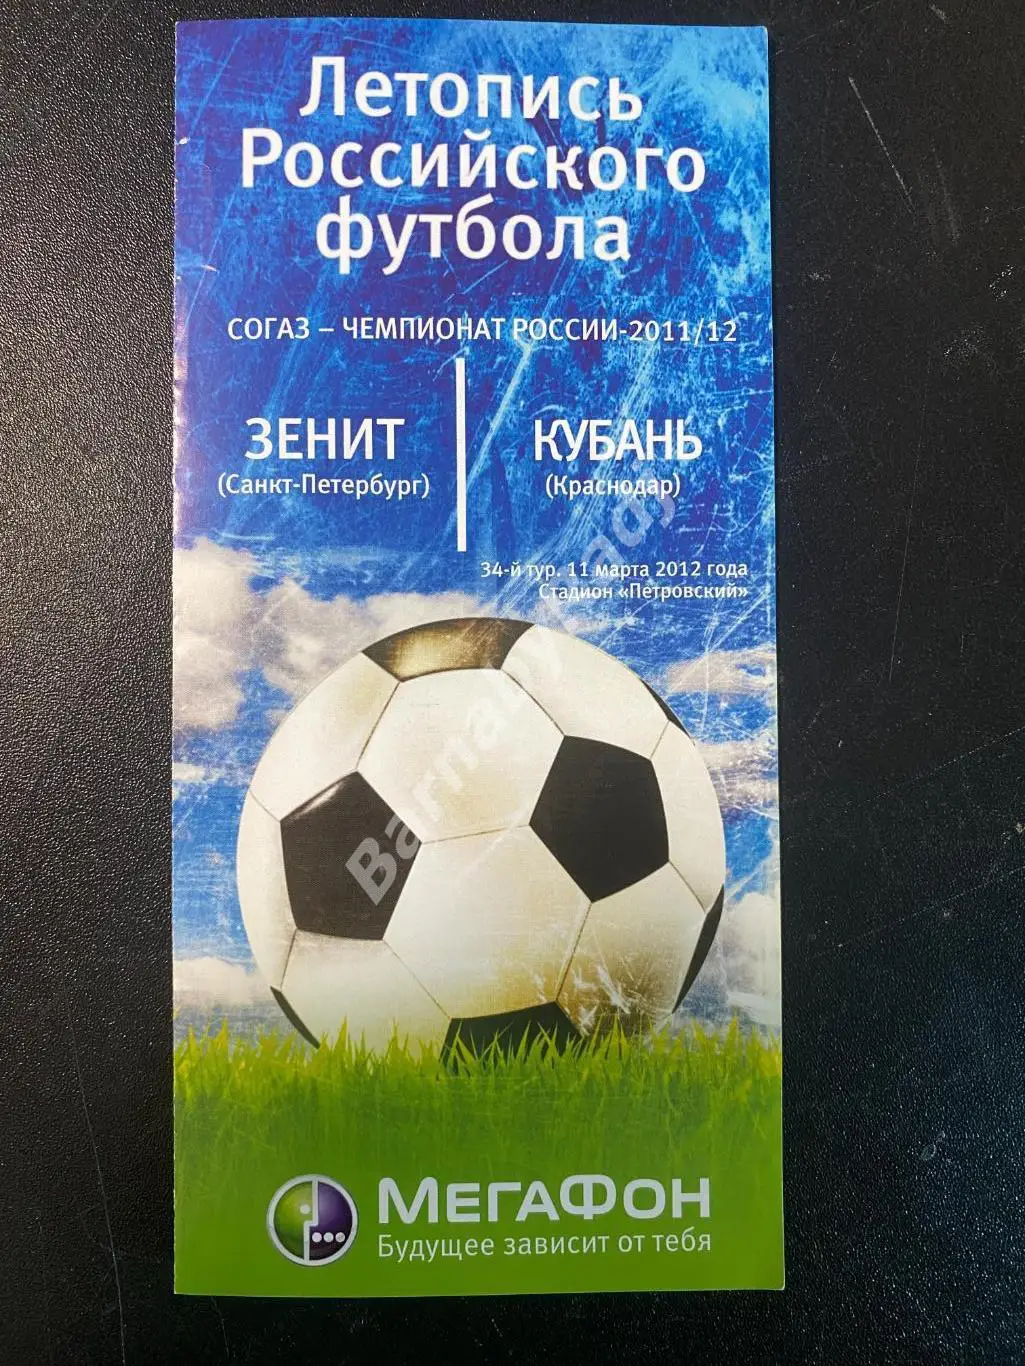 Летопись
Российского
футбола
СОГАЗ – ЧЕМПИОНАТ РОССИИ-2011/12
ЗЕНИТ
(Санкт-Петербург)
КУБАНЬ
(Краснодар)
34-й тур. 11 марта 2012 года
Стадион «Петровский»
Barnabymadj
МЕГАФОН
Будущее зависит от тебя